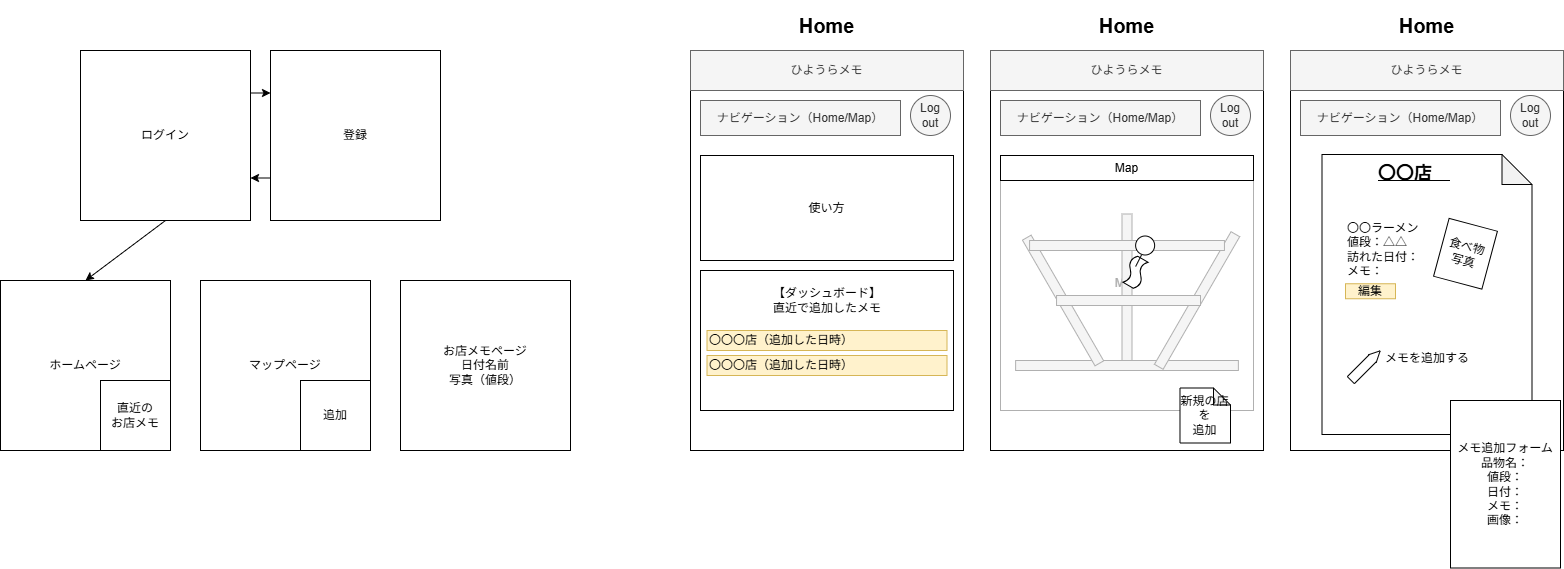 ログイン
登録
ホームページ
直近の
お店メモ
マップページ
追加
お店メモページ
日付名前
写真（値段）
Home
ひようらメモ
ナビゲーション（Home/Map）
Log
out
使い方
【ダッシュボード】
直近で追加したメモ
〇〇〇店（追加した日時）
〇〇〇店（追加した日時）
Home
ひようらメモ
ナビゲーション（Home/Map）
Log
out
Map
新規の店
を
追加
Home
ひようらメモ
ナビゲーション（Home/Map）
Log
out
〇〇店
〇〇ラーメン
値段：△△
訪れた日付：
メモ：
編集
食べ物
写真
メモを追加する
メモ追加フォーム
品物名：
値段：
日付：
メモ：
画像：